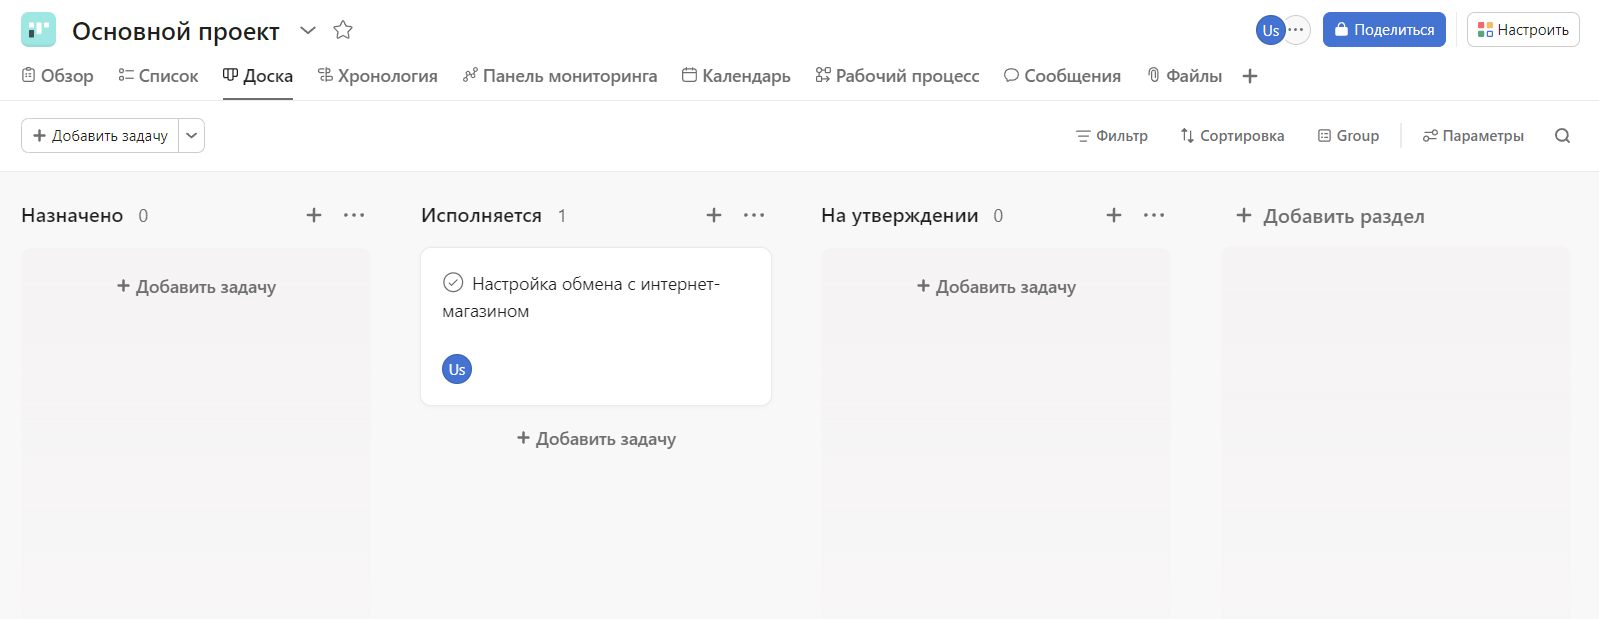 Основной проект
Us
Поделиться
Настроить
Обзор
Список
Доска
Хронология
Панель мониторинга
Календарь
Рабочий процесс
Сообщения
Файлы
+
+ Добавить задачу
Фильтр
Сортировка
Group
Параметры
Назначено 0 + ...
Исполняется 1 + ...
На утверждении 0 + ...
+ Добавить раздел
+ Добавить задачу
Настройка обмена с интернет-
магазином
Us
+ Добавить задачу
+ Добавить задачу